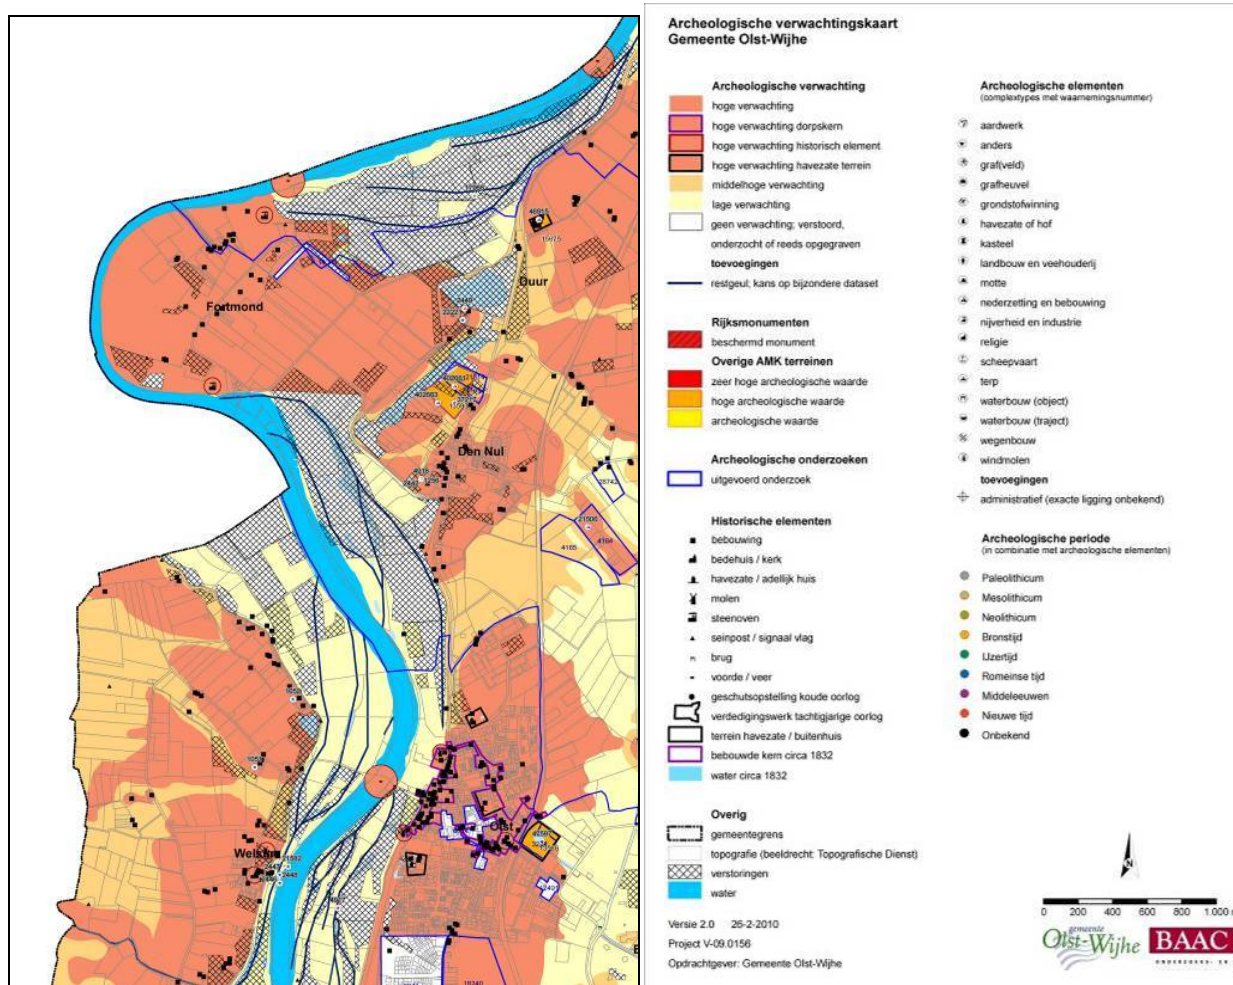 Fortmond
Duur
Den Nul
Olst
46915
28742
21506
4164
4165
Archeologische verwachtingskaart
Gemeente Olst-Wijhe
Archeologische verwachting
hoge verwachting
hoge verwachting dorpskern
hoge verwachting historisch element
hoge verwachting havezate terrein
middelhoge verwachting
lage verwachting
geen verwachting; verstoord,
onderzocht of reeds opgegraven
toevoegingen
restgeul; kans op bijzondere dataset
Rijksmonumenten
beschermd monument
Overige AMK terreinen
zeer hoge archeologische waarde
hoge archeologische waarde
archeologische waarde
Archeologische onderzoeken
uitgevoerd onderzoek
Historische elementen
bebouwing
bedehuis / kerk
havezate / adellijk huis
molen
steenoven
seinpost / signaal vlag
brug
voorde / veer
geschutsopstelling koude oorlog
verdedigingswerk tachtigjarige oorlog
terrein havezate / buitenhuis
bebouwde kern circa 1832
water circa 1832
Overig
gemeentegrens
topografie (beeldrecht: Topografische Dienst)
verstoringen
water
Versie 2.0 26-2-2010
Project V-09.0156
Opdrachtgever: Gemeente Olst-Wijhe
Archeologische elementen
(complextypes met waarnemingsnummer)
aardwerk
anders
graf(veld)
grafheuvel
grondstofwinning
havezate of hof
kasteel
landbouw en veehouderij
motte
nederzetting en bebouwing
nijverheid en industrie
religie
scheepvaart
terp
waterbouw (object)
waterbouw (traject)
wegenbouw
windmolen
toevoegingen
administratief (exacte ligging onbekend)
Archeologische periode
(in combinatie met archeologische elementen)
Paleolithicum
Mesolithicum
Neolithicum
Bronstijd
IJzertijd
Romeinse tijd
Middeleeuwen
Nieuwe tijd
Onbekend
N
0 200 400 600 800 1.000
gemeente
Olst-Wijhe
BAAC